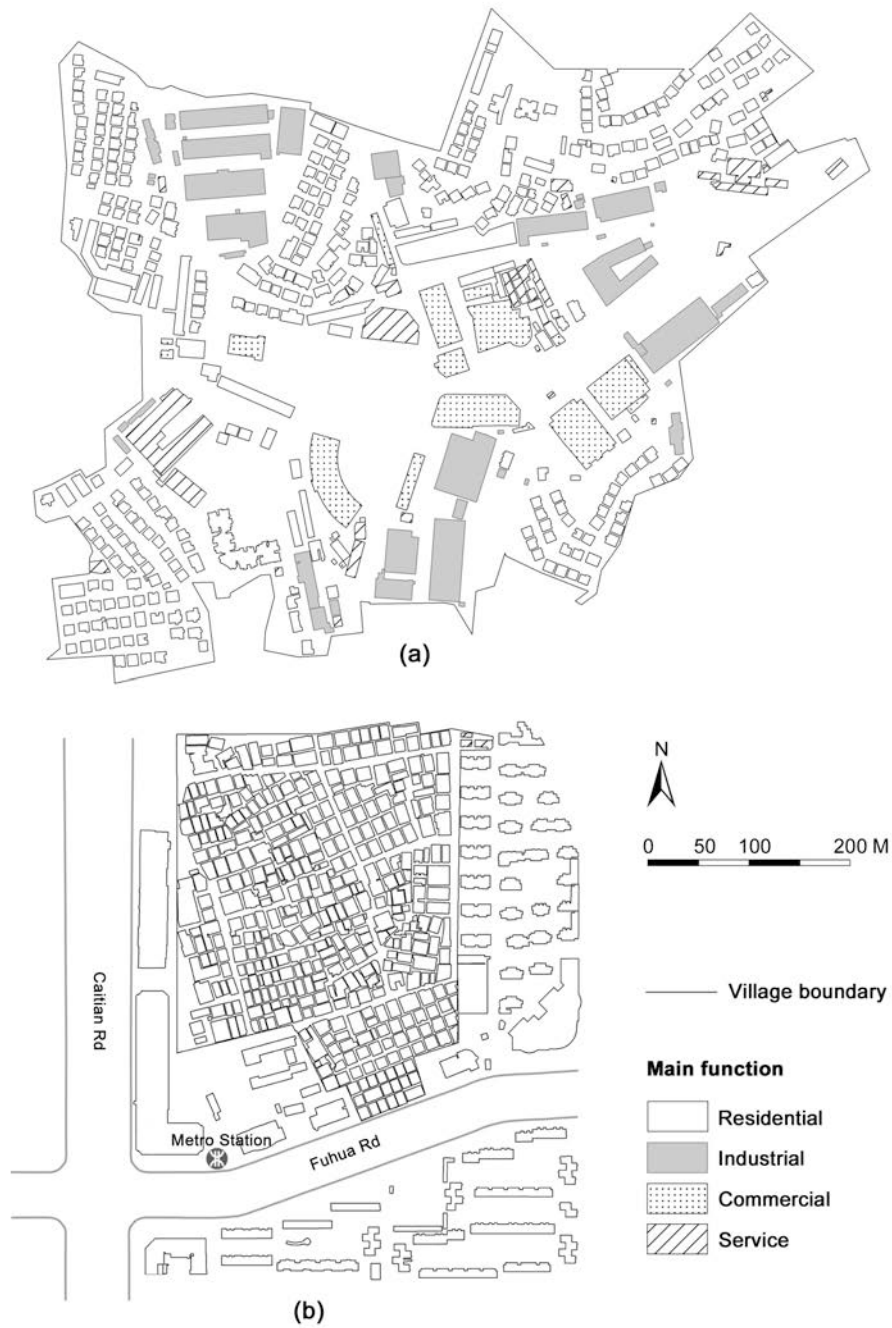 (a)
N
0 50 100 200 M
Caitian Rd
Village boundary
Main function
Residential
Metro Station
Industrial
Fuhua Rd
Commercial
Service
(b)